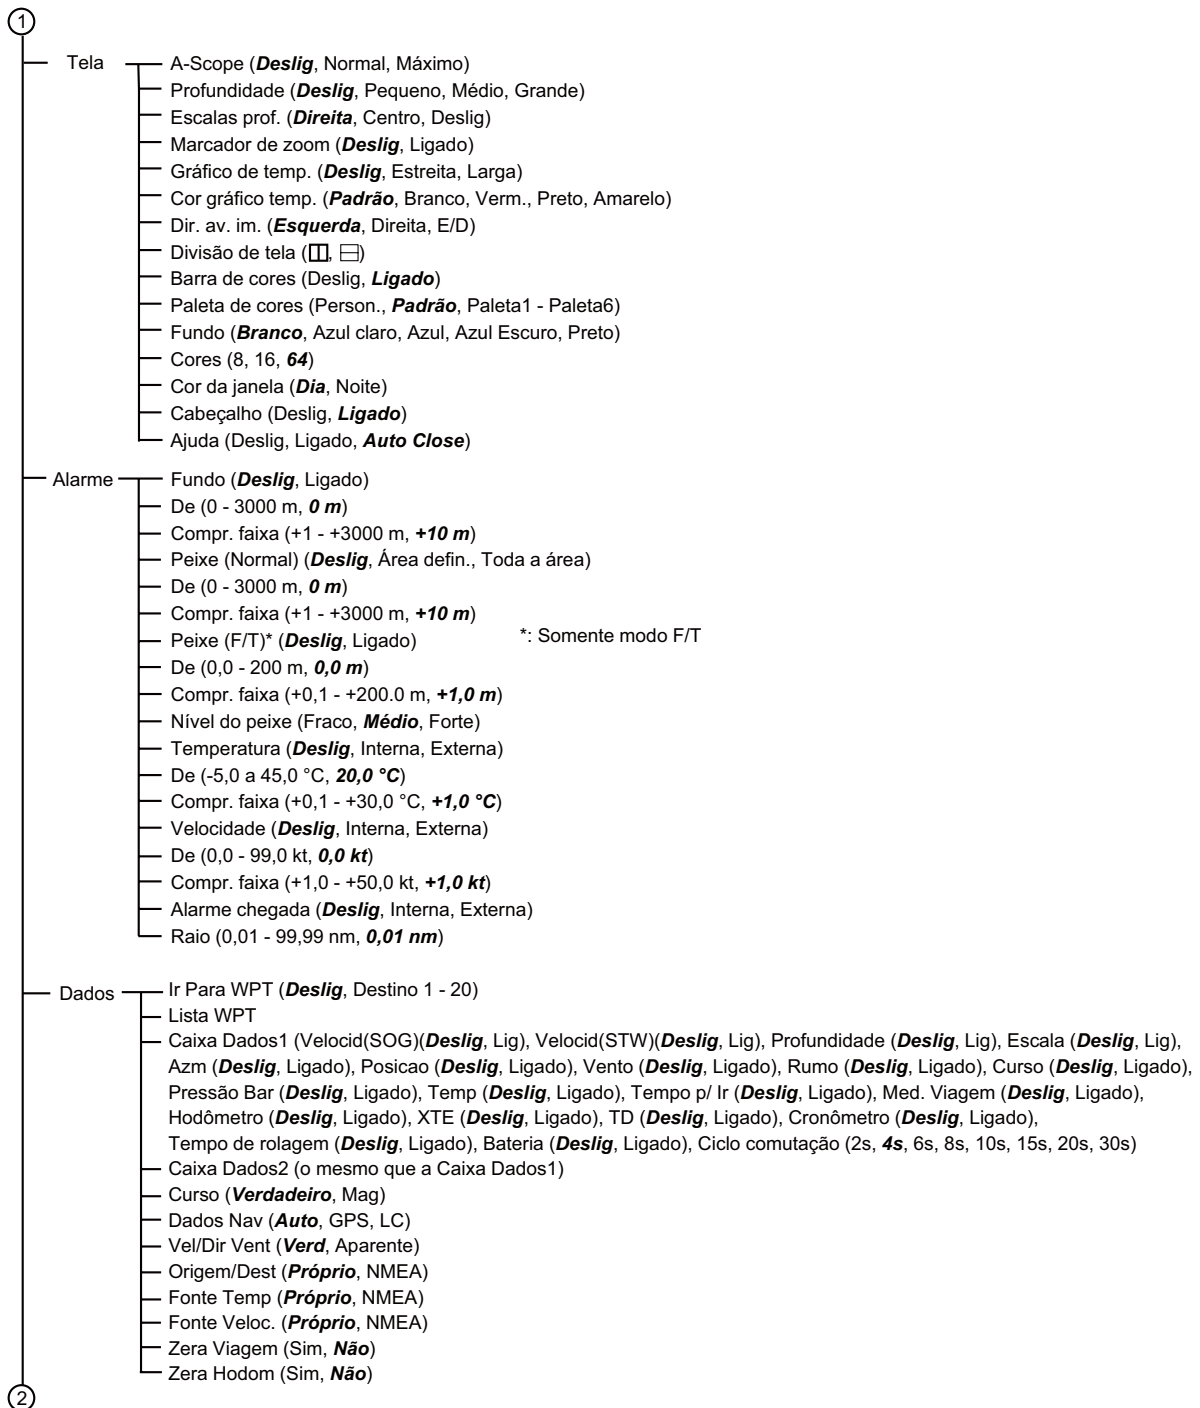 1
Tela
A-Scope (Deslig, Normal, Máximo)
Profundidade (Deslig, Pequeno, Médio, Grande)
Escalas prof. (Direita, Centro, Deslig)
Marcador de zoom (Deslig, Ligado)
Gráfico de temp. (Deslig, Estreita, Larga)
Cor gráfico temp. (Padrão, Branco, Verm., Preto, Amarelo)
Dir. av. im. (Esquerda, Direita, E/D)
Divisão de tela (, )
Barra de cores (Deslig, Ligado)
Paleta de cores (Person., Padrão, Paleta1 - Paleta6)
Fundo (Branco, Azul claro, Azul, Azul Escuro, Preto)
Cores (8, 16, 64)
Cor da janela (Dia, Noite)
Cabeçalho (Deslig, Ligado)
Ajuda (Deslig, Ligado, Auto Close)
Alarme
Fundo (Deslig, Ligado)
De (0 - 3000 m, 0 m)
Compr. faixa (+1 - +3000 m, +10 m)
Peixe (Normal) (Deslig, Área defin., Toda a área)
De (0 - 3000 m, 0 m)
Compr. faixa (+1 - +3000 m, +10 m)
Peixe (F/T)* (Deslig, Ligado) *: Somente modo F/T
De (0,0 - 200 m, 0,0 m)
Compr. faixa (+0,1 - +200.0 m, +1,0 m)
Nível do peixe (Fraco, Médio, Forte)
Temperatura (Deslig, Interna, Externa)
De (-5,0 a 45,0 °C, 20,0 °C)
Compr. faixa (+0,1 - +30,0 °C, +1,0 °C)
Velocidade (Deslig, Interna, Externa)
De (0,0 - 99,0 kt, 0,0 kt)
Compr. faixa (+1,0 - +50,0 kt, +1,0 kt)
Alarme chegada (Deslig, Interna, Externa)
Raio (0,01 - 99,99 nm, 0,01 nm)
Dados
Ir Para WPT (Deslig, Destino 1 - 20)
Lista WPT
Caixa Dados1 (Velocid(SOG)(Deslig, Lig), Velocid(STW)(Deslig, Lig), Profundidade (Deslig, Lig), Escala (Deslig, Lig),
Azm (Deslig, Ligado), Posicao (Deslig, Ligado), Vento (Deslig, Ligado), Rumo (Deslig, Ligado), Curso (Deslig, Ligado),
Pressão Bar (Deslig, Ligado), Temp (Deslig, Ligado), Tempo p/ Ir (Deslig, Ligado), Med. Viagem (Deslig, Ligado),
Hodômetro (Deslig, Ligado), XTE (Deslig, Ligado), TD (Deslig, Ligado), Cronômetro (Deslig, Ligado),
Tempo de rolagem (Deslig, Ligado), Bateria (Deslig, Ligado), Ciclo comutação (2s, 4s, 6s, 8s, 10s, 15s, 20s, 30s)
Caixa Dados2 (o mesmo que a Caixa Dados1)
Curso (Verdadeiro, Mag)
Dados Nav (Auto, GPS, LC)
Vel/Dir Vent (Verd, Aparente)
Origem/Dest (Próprio, NMEA)
Fonte Temp (Próprio, NMEA)
Fonte Veloc. (Próprio, NMEA)
Zera Viagem (Sim, Não)
Zera Hodom (Sim, Não)
2